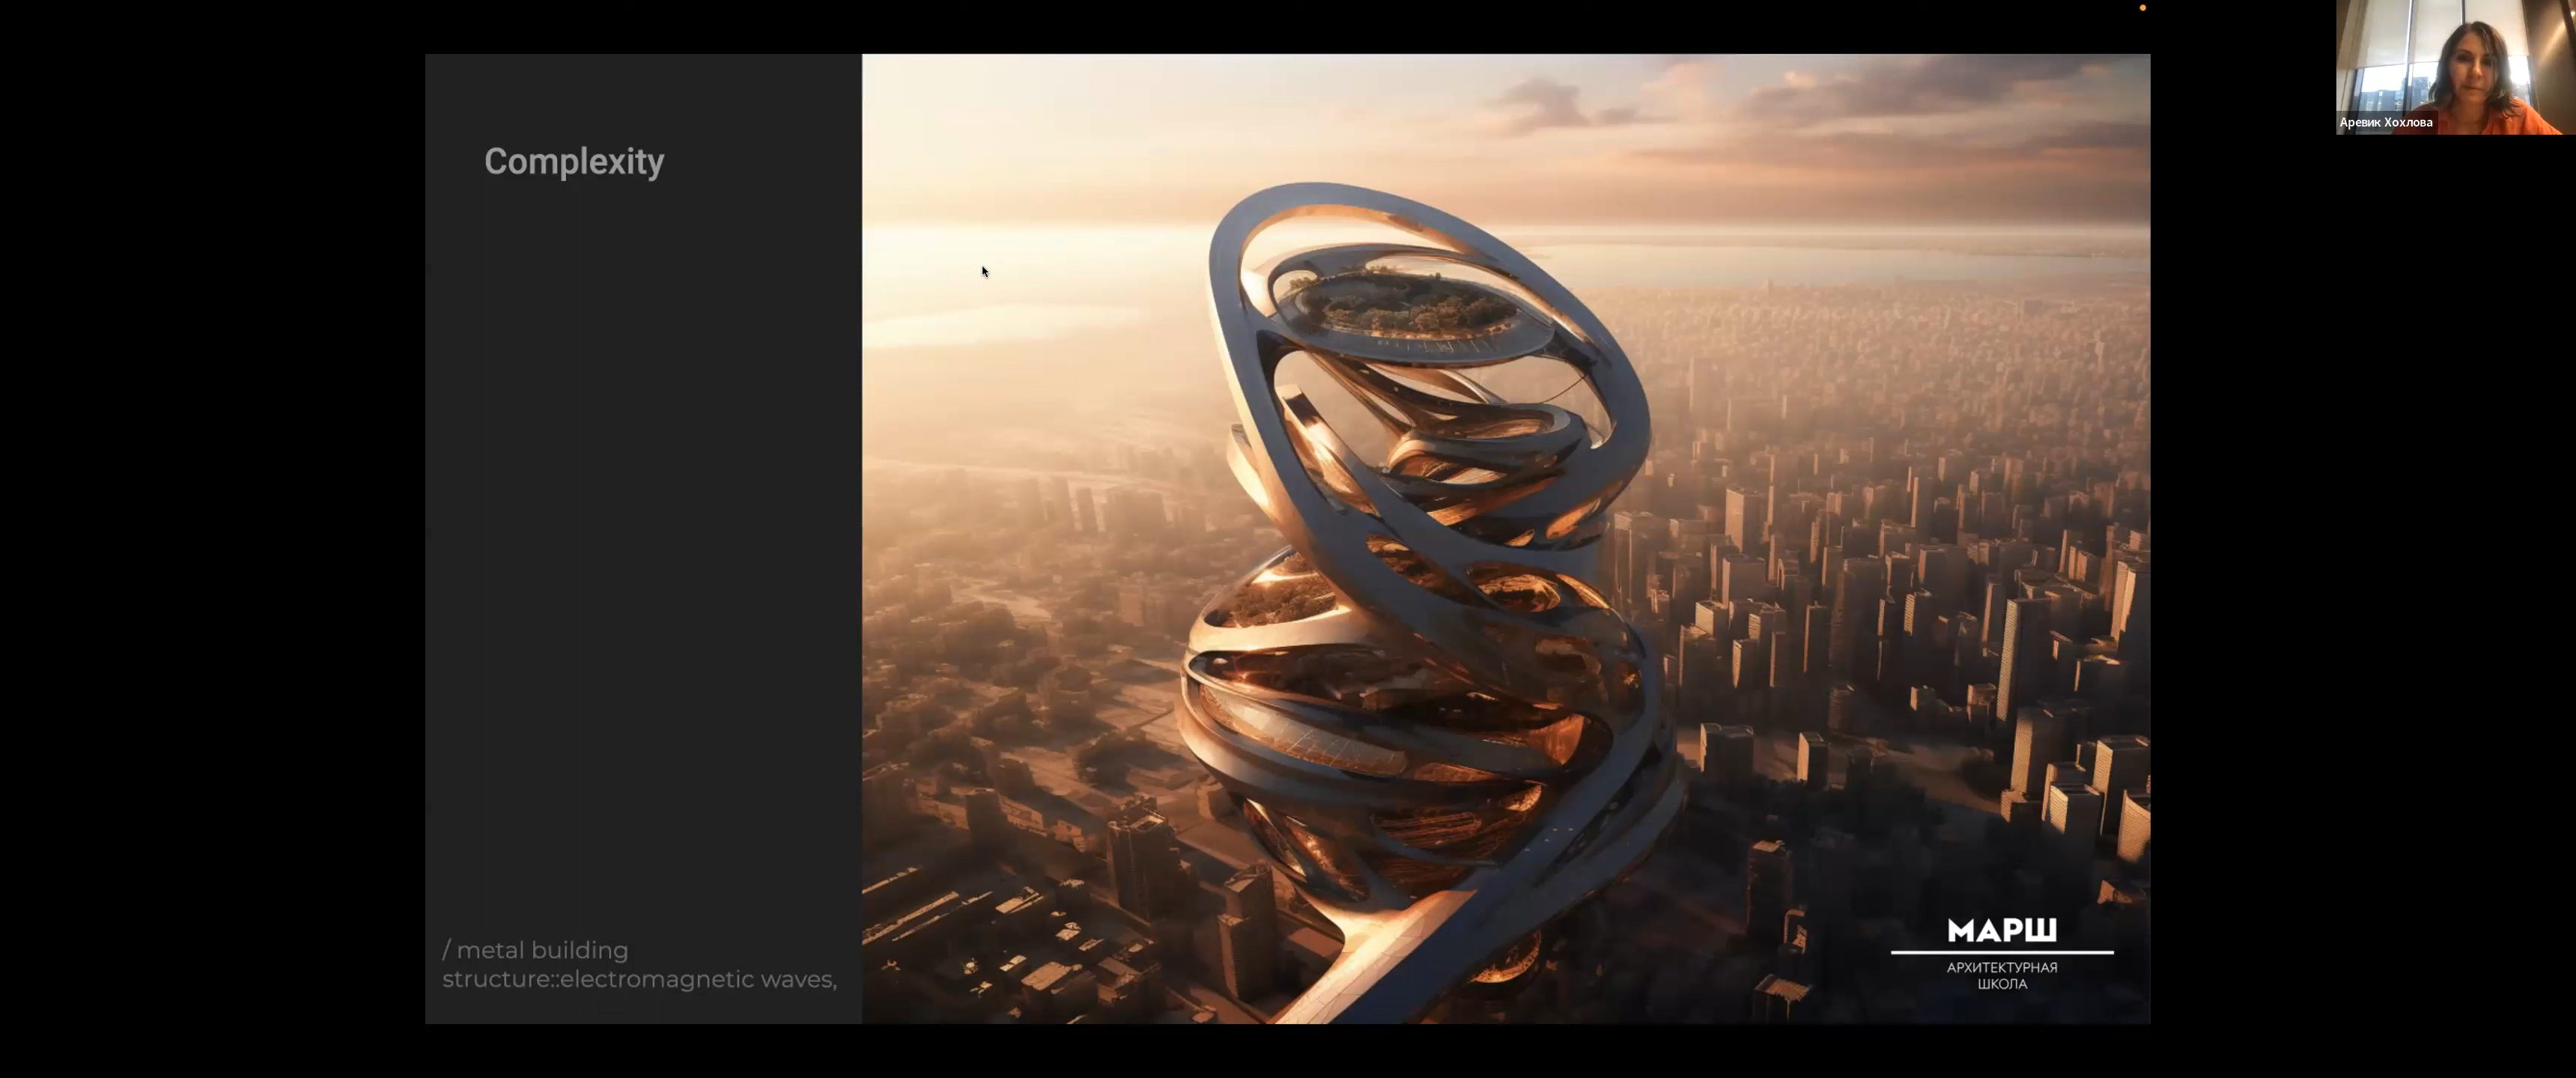 Complexity
/ metal building
structure::electromagnetic waves,
МАРШ
АРХИТЕКТУРНАЯ
ШКОЛА
Аревик Хохлова